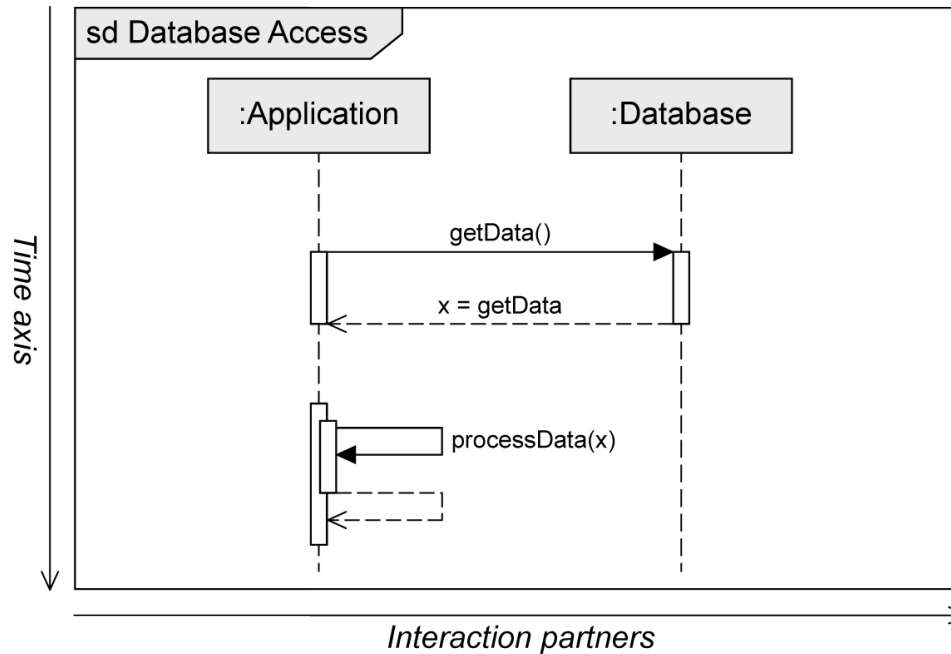 sd Database Access
:Application
:Database
getData()
x = getData
processData(x)
Time axis
Interaction partners